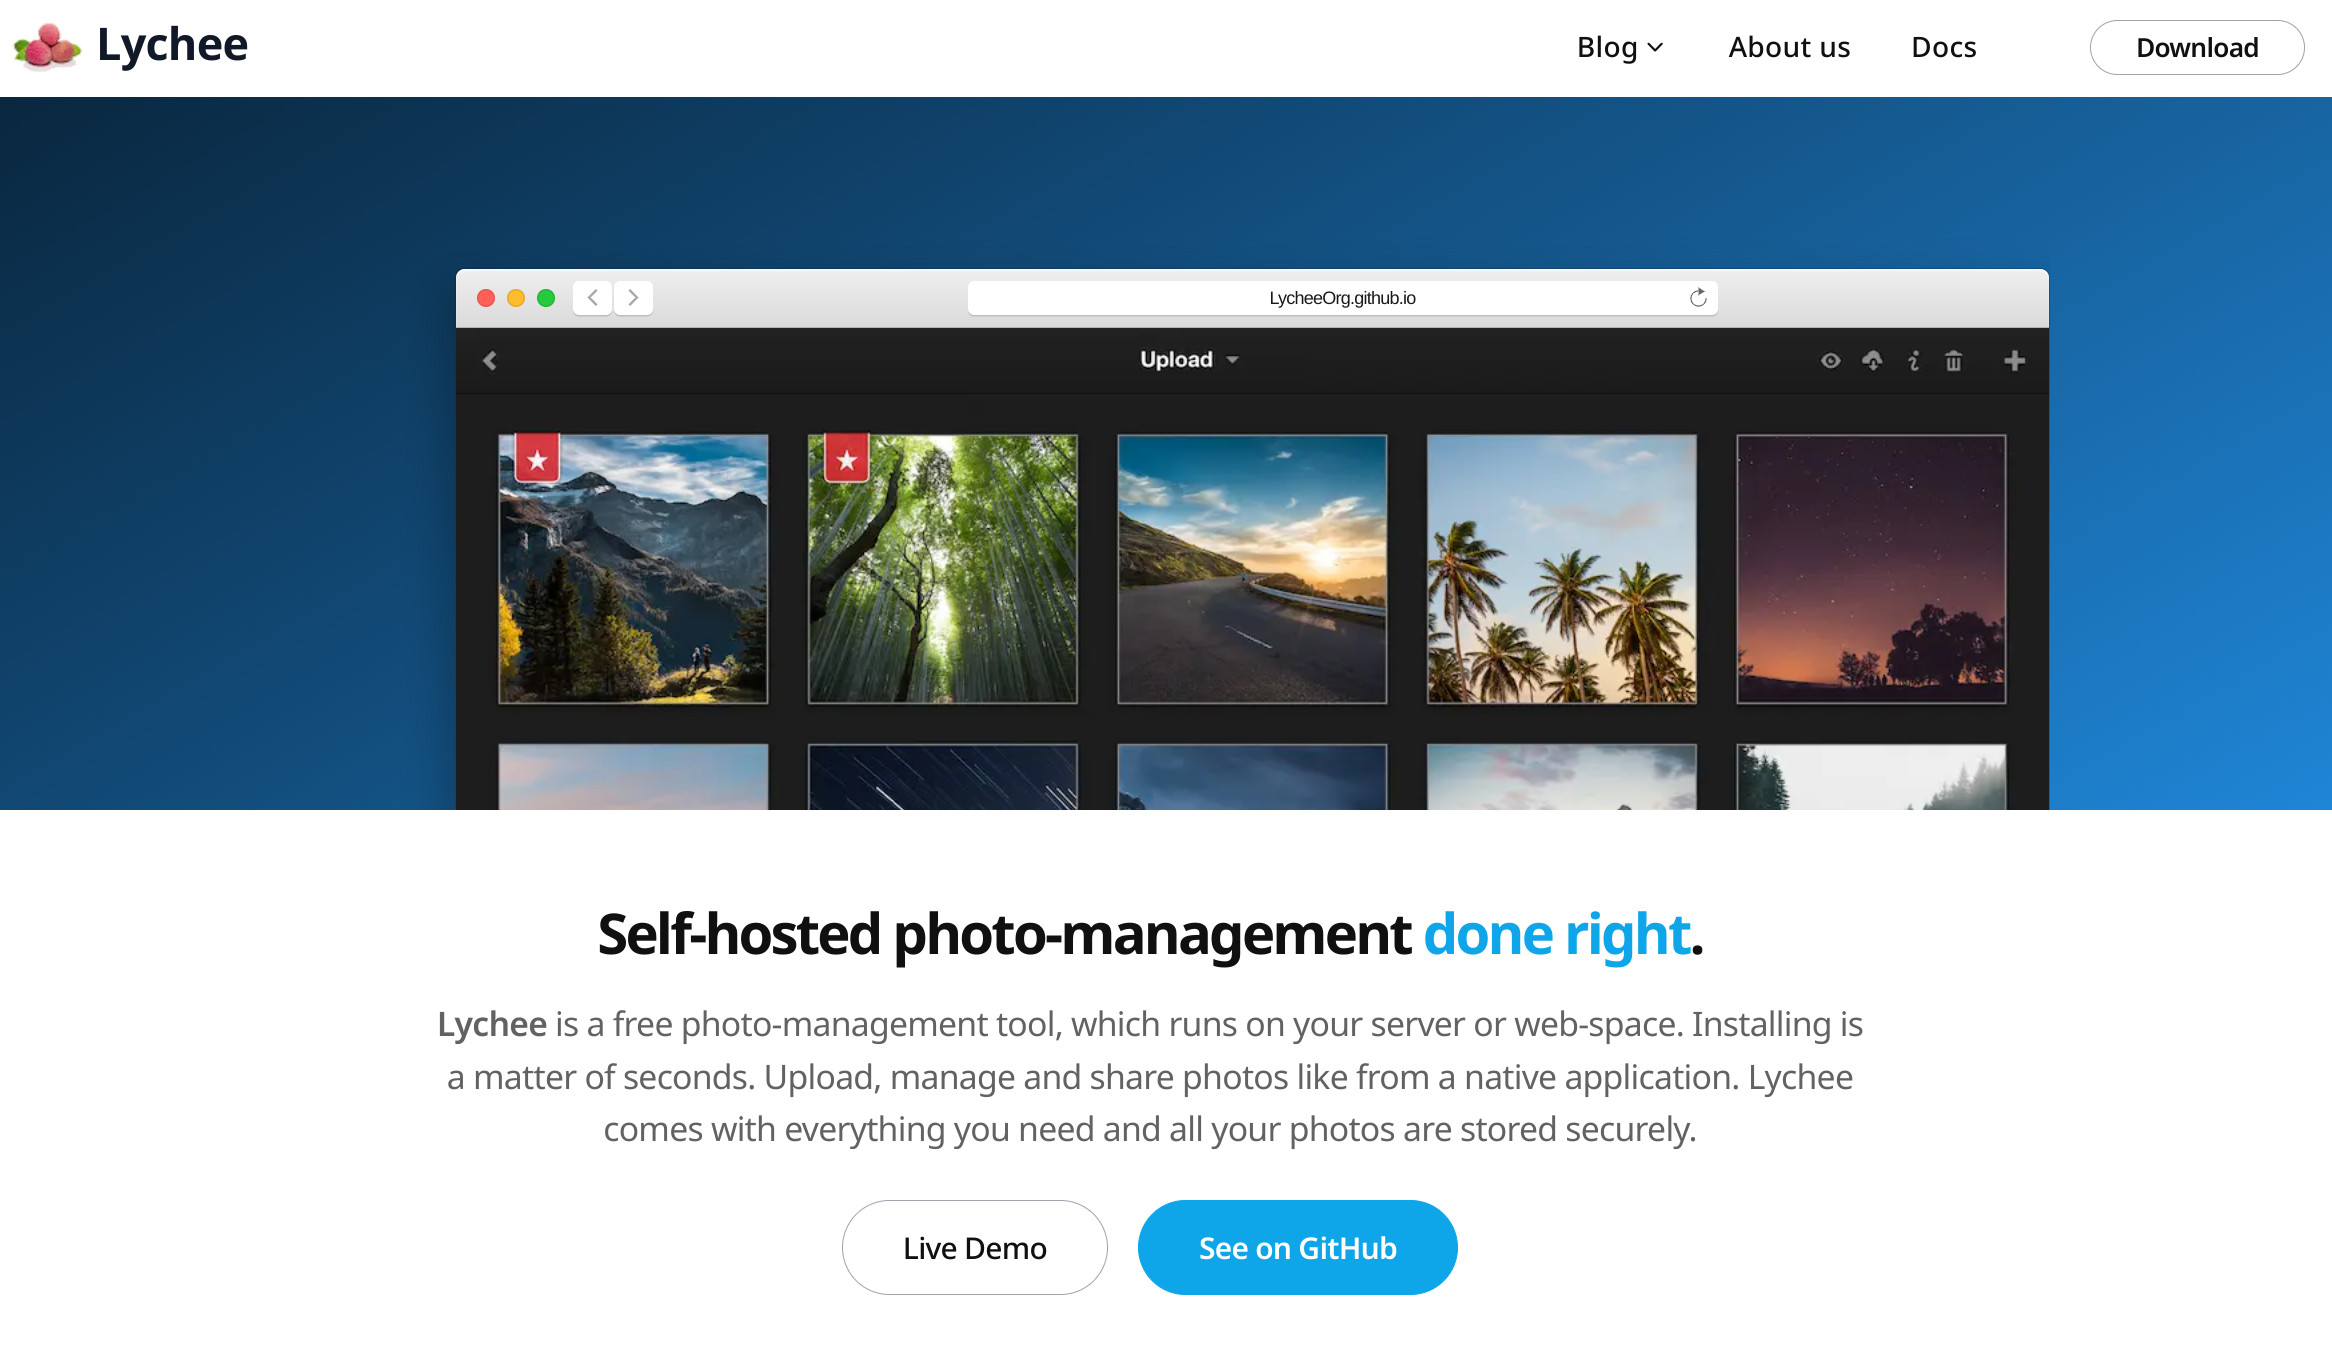 Lychee
Blog
About us
Docs
Download
LycheeOrg.github.io
Upload
Self-hosted photo-management done right.
Lychee is a free photo-management tool, which runs on your server or web-space. Installing is
a matter of seconds. Upload, manage and share photos like from a native application. Lychee
comes with everything you need and all your photos are stored securely.
Live Demo
See on GitHub